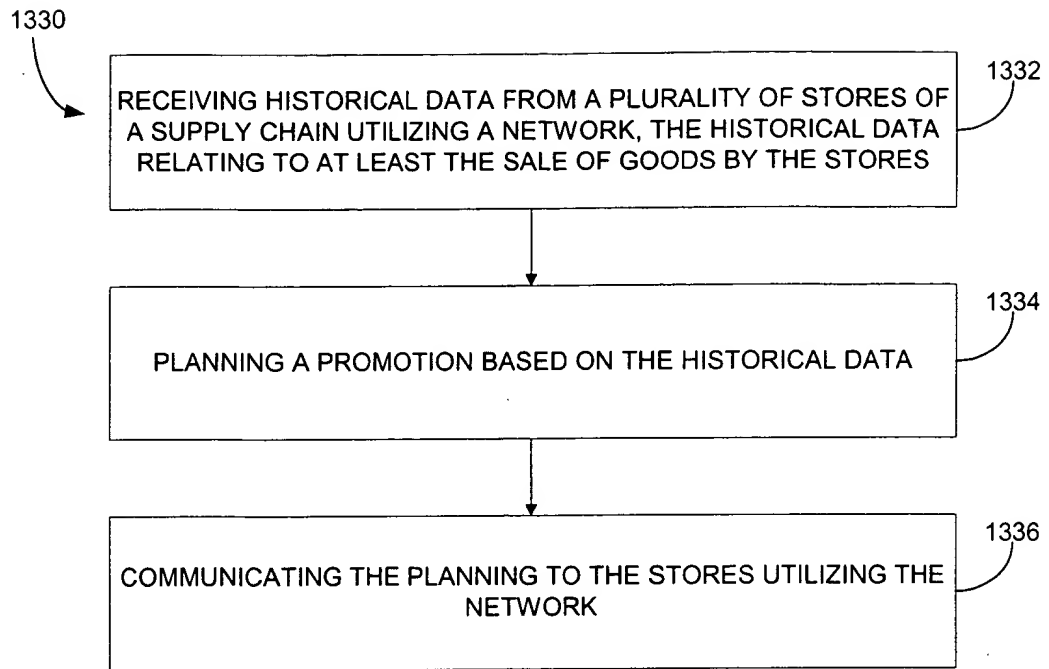 1330
1332
RECEIVING HISTORICAL DATA FROM A PLURALITY OF STORES OF
A SUPPLY CHAIN UTILIZING A NETWORK, THE HISTORICAL DATA
RELATING TO AT LEAST THE SALE OF GOODS BY THE STORES
1334
PLANNING A PROMOTION BASED ON THE HISTORICAL DATA
1336
COMMUNICATING THE PLANNING TO THE STORES UTILIZING THE
NETWORK